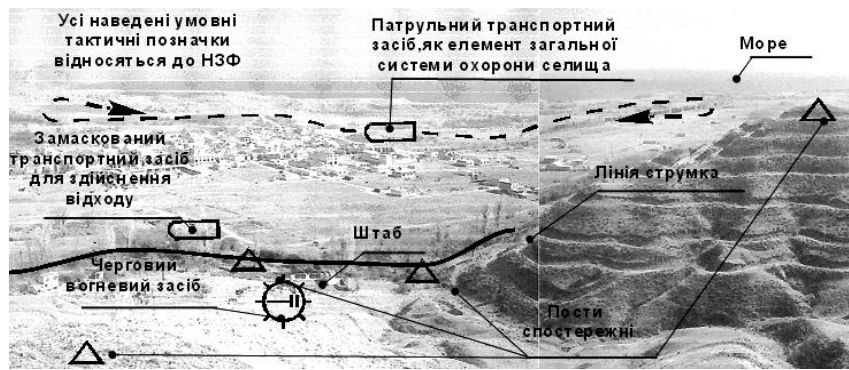 Усі наведені умовні
тактичні позначки
відносяться до НЗФ
Патрульний транспортний
засіб,як елемент загальної
системи охорони селища
Море
Замаскований
транспортний засіб
для здійснення
відходу
Лінія струмка
Штаб
Черговий
вогневий засіб
Пости
спостережні